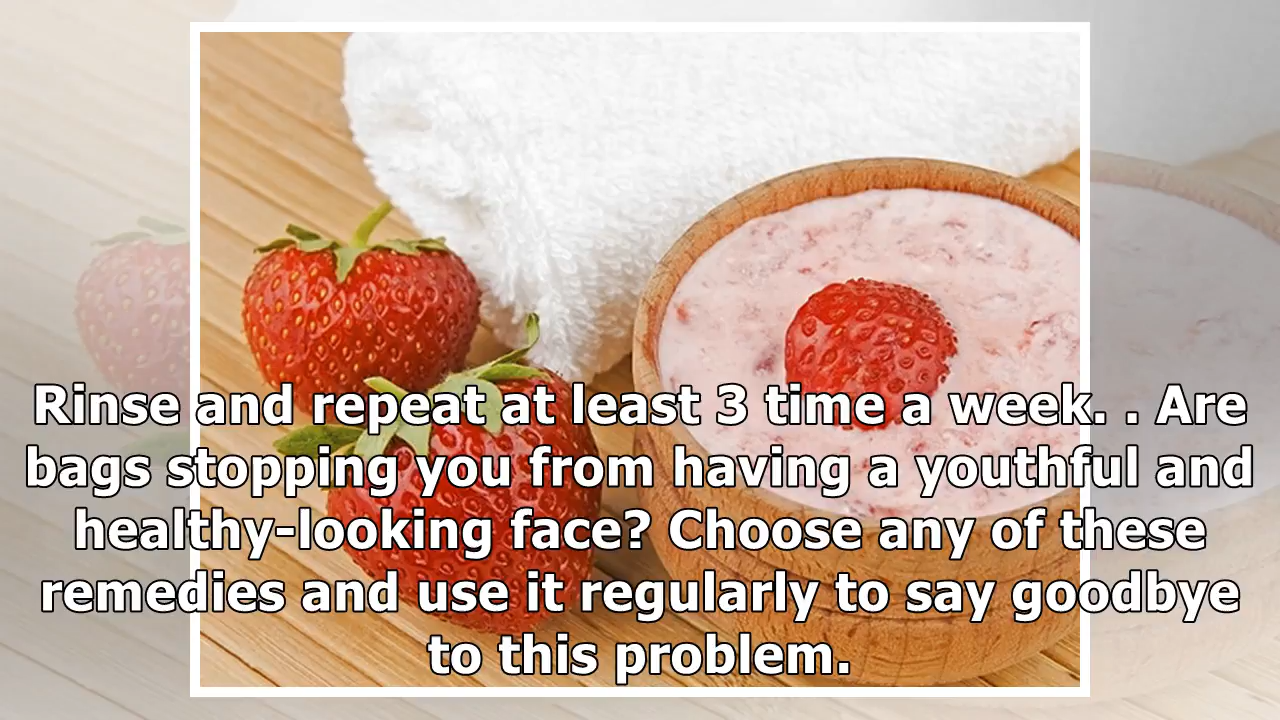 Rinse and repeat at least 3 time a week. . Are
bags stopping you from having a youthful and
healthy-looking face? Choose any of these
remedies and use it regularly to say goodbye
to this problem.